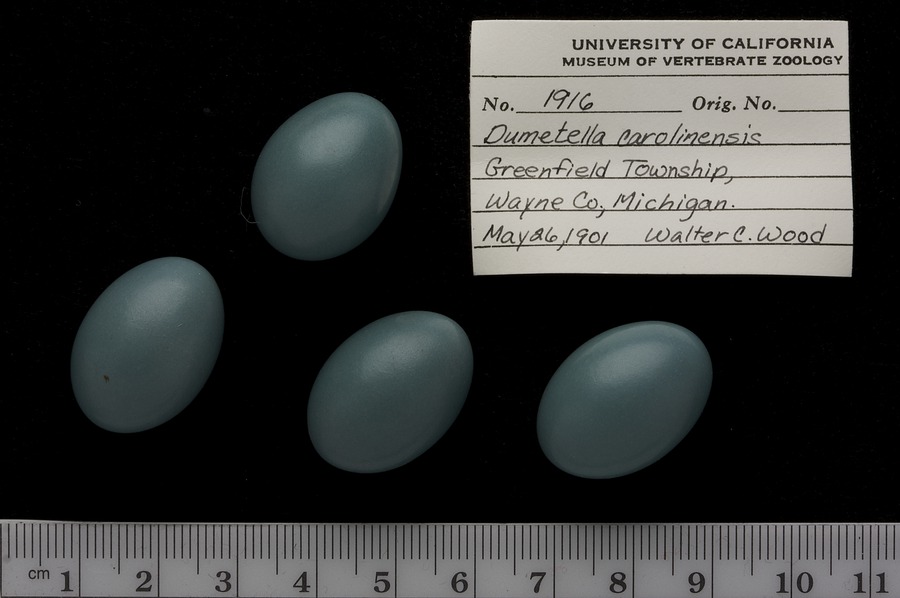 UNIVERSITY OF CALIFORNIA
MUSEUM OF VERTEBRATE ZOOLOGY
No. 1916 Orig. No.
Dumetella carolinensis
Greenfield Township,
Wayne Co., Michigan.
May 26, 1901 Walter C. Wood
cm 1 2 3 4 5 6 7 8 9 10 11